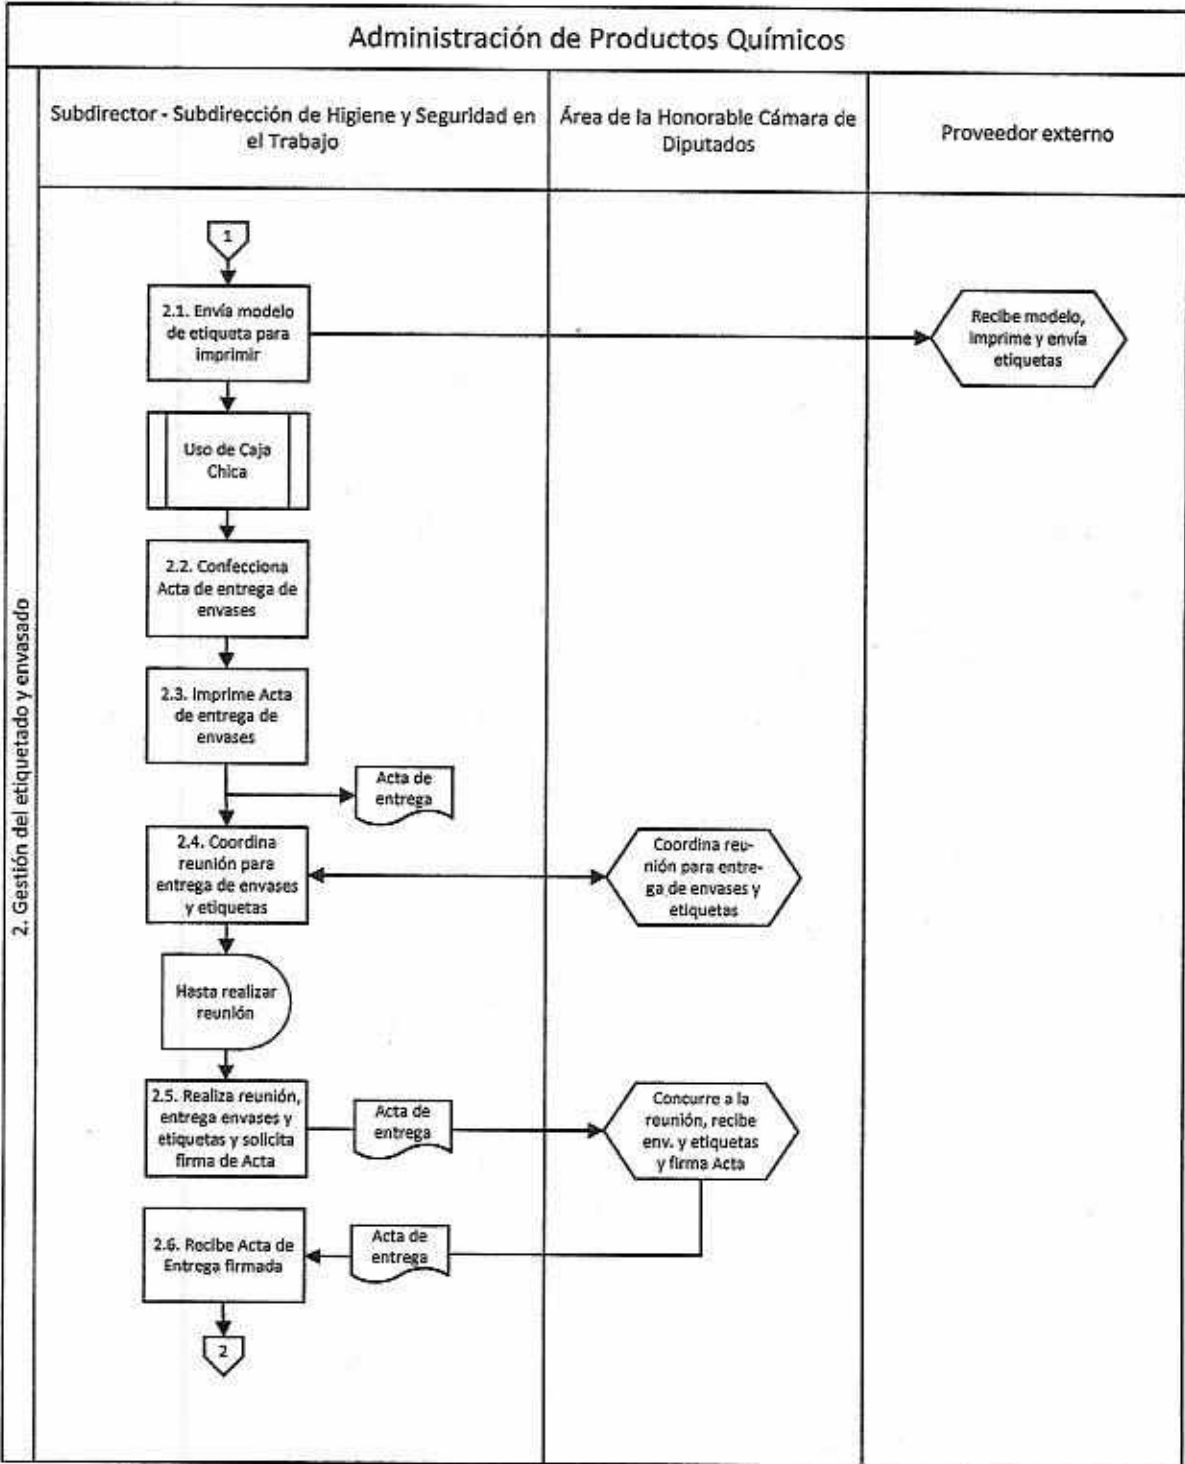 Administración de Productos Químicos
Subdirector - Subdirección de Higiene y Seguridad en
el Trabajo
Área de la Honorable Cámara de
Diputados
Proveedor externo
2. Gestión del etiquetado y envasado
1
2.1. Envía modelo
de etiqueta para
imprimir
Recibe modelo,
imprime y envía
etiquetas
Uso de Caja
Chica
2.2. Confecciona
Acta de entrega de
envases
2.3. Imprime Acta
de entrega de
envases
Acta de
entrega
2.4. Coordina
reunión para
entrega de envases
y etiquetas
Coordina reu-
nión para entre-
ga de envases y
etiquetas
Hasta realizar
reunión
2.5. Realiza reunión,
entrega envases y
etiquetas y solicita
firma de Acta
Acta de
entrega
Concurre a la
reunión, recibe
env. y etiquetas
y firma Acta
2.6. Recibe Acta de
Entrega firmada
Acta de
entrega
2